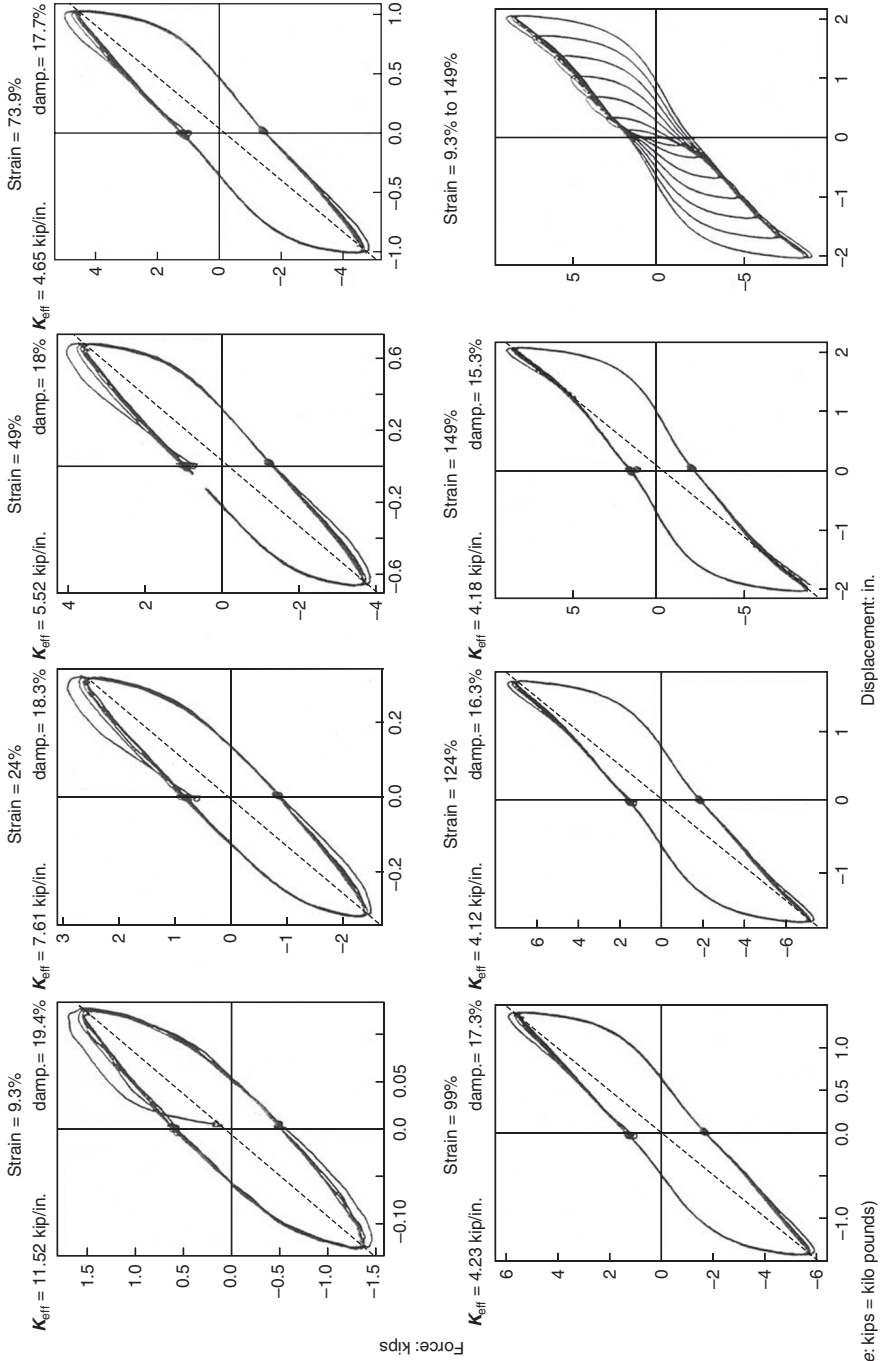 Strain = 9.3%
K_eff = 11.52 kip/in.
damp.= 19.4%
1.5
1.0
0.5
0.0
−0.5
−1.0
−1.5
−0.10 0.0 0.05
Strain = 24%
K_eff = 7.61 kip/in.
damp.= 18.3%
3
2
1
0
−1
−2
−0.2 0.0 0.2
Strain = 49%
K_eff = 5.52 kip/in.
damp.= 18%
4
2
0
−2
−4
−0.6 −0.2 0.2 0.6
Strain = 73.9%
K_eff = 4.65 kip/in.
damp.= 17.7%
4
2
0
−2
−4
−1.0 −0.5 0.0 0.5 1.0
Force: kips
Strain = 99%
K_eff = 4.23 kip/in.
damp.= 17.3%
6
4
2
0
−2
−4
−6
−1.0 0.0 0.5 1.0
Strain = 124%
K_eff = 4.12 kip/in.
damp.= 16.3%
6
4
2
0
−2
−4
−6
−1 0 1
Strain = 149%
K_eff = 4.18 kip/in.
damp.= 15.3%
5
0
−5
−2 −1 0 1 2
Strain = 9.3% to 149%
5
0
−5
−2 −1 0 1 2
Displacement: in.
e: kips = kilo pounds